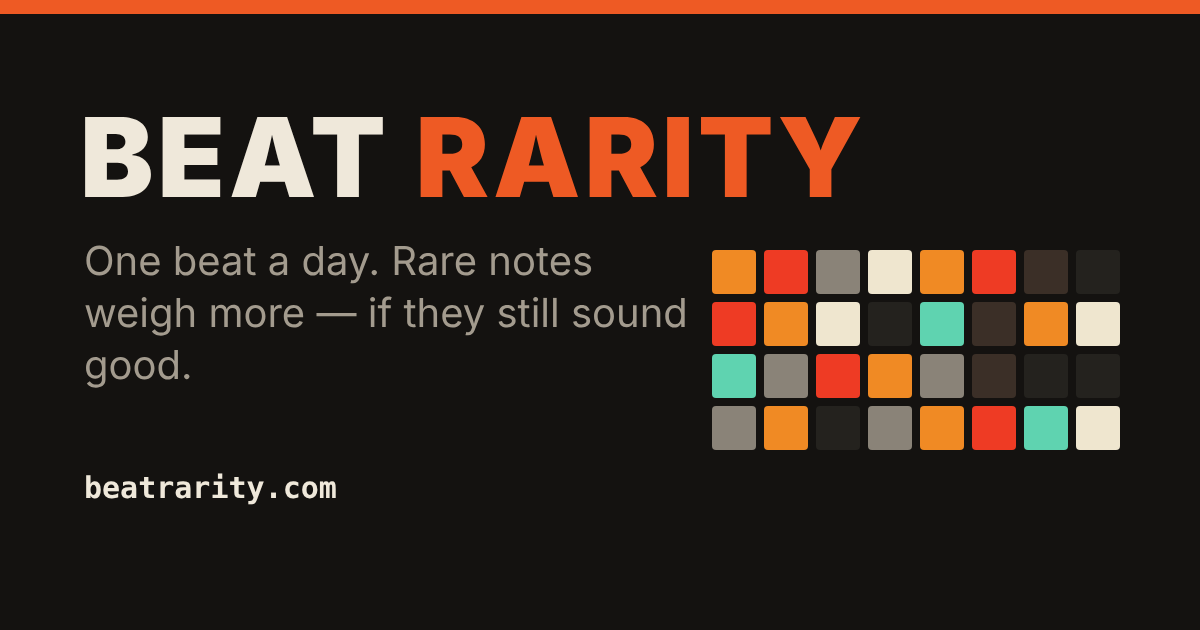 BEAT RARITY
One beat a day. Rare notes
weigh more — if they still sound
good.
beatrarity.com